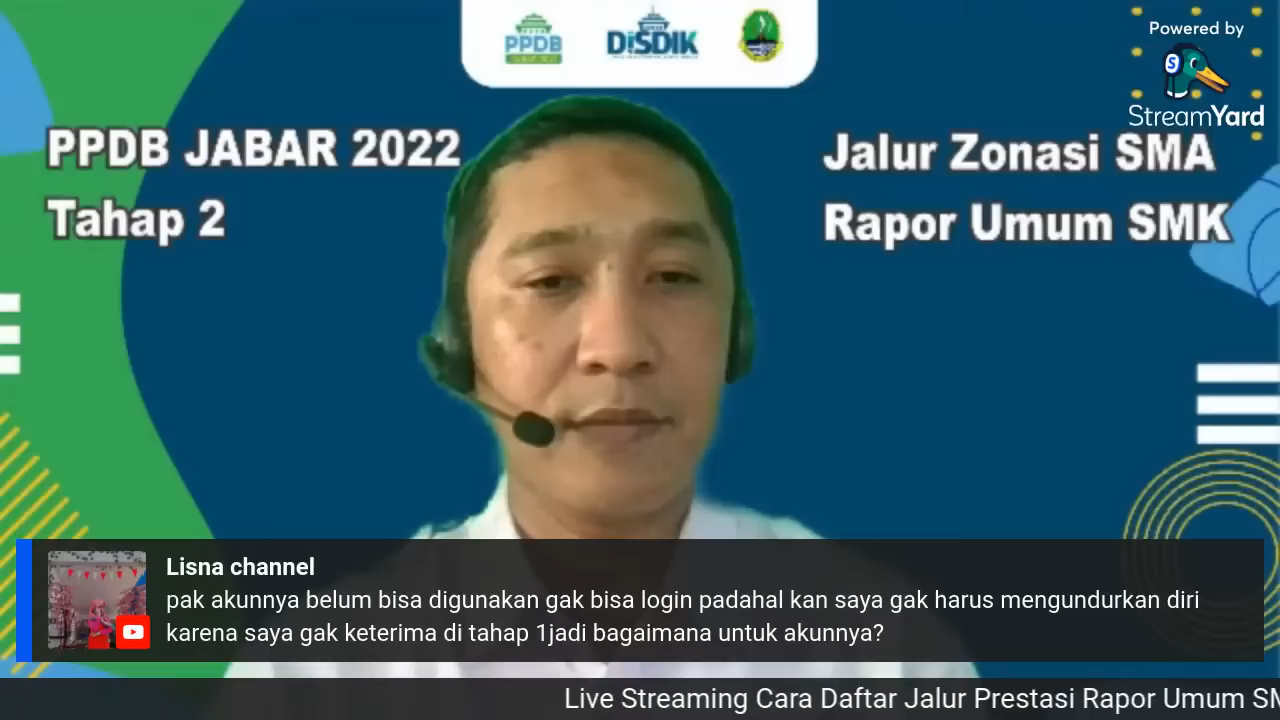 PPDB
DiSDIK
Powered by
StreamYard
PPDB JABAR 2022
Tahap 2
Jalur Zonasi SMA
Rapor Umum SMK
Lisna channel
pak akunnya belum bisa digunakan gak bisa login padahal kan saya gak harus mengundurkan diri
karena saya gak keterima di tahap 1jadi bagaimana untuk akunnya?
Live Streaming Cara Daftar Jalur Prestasi Rapor Umum SM